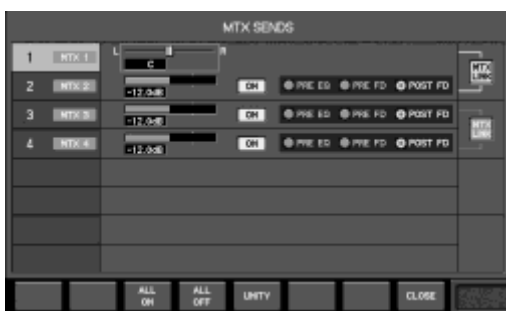 MTX SENDS
1 MTX 1 L R
C
MTX LINK
2 MTX 2 -12.0dB ON PRE EQ PRE FD POST FD
3 MTX 3 -12.0dB ON PRE EQ PRE FD POST FD
MTX LINK
4 MTX 4 -12.0dB ON PRE EQ PRE FD POST FD
ALL ON ALL OFF UNITY CLOSE